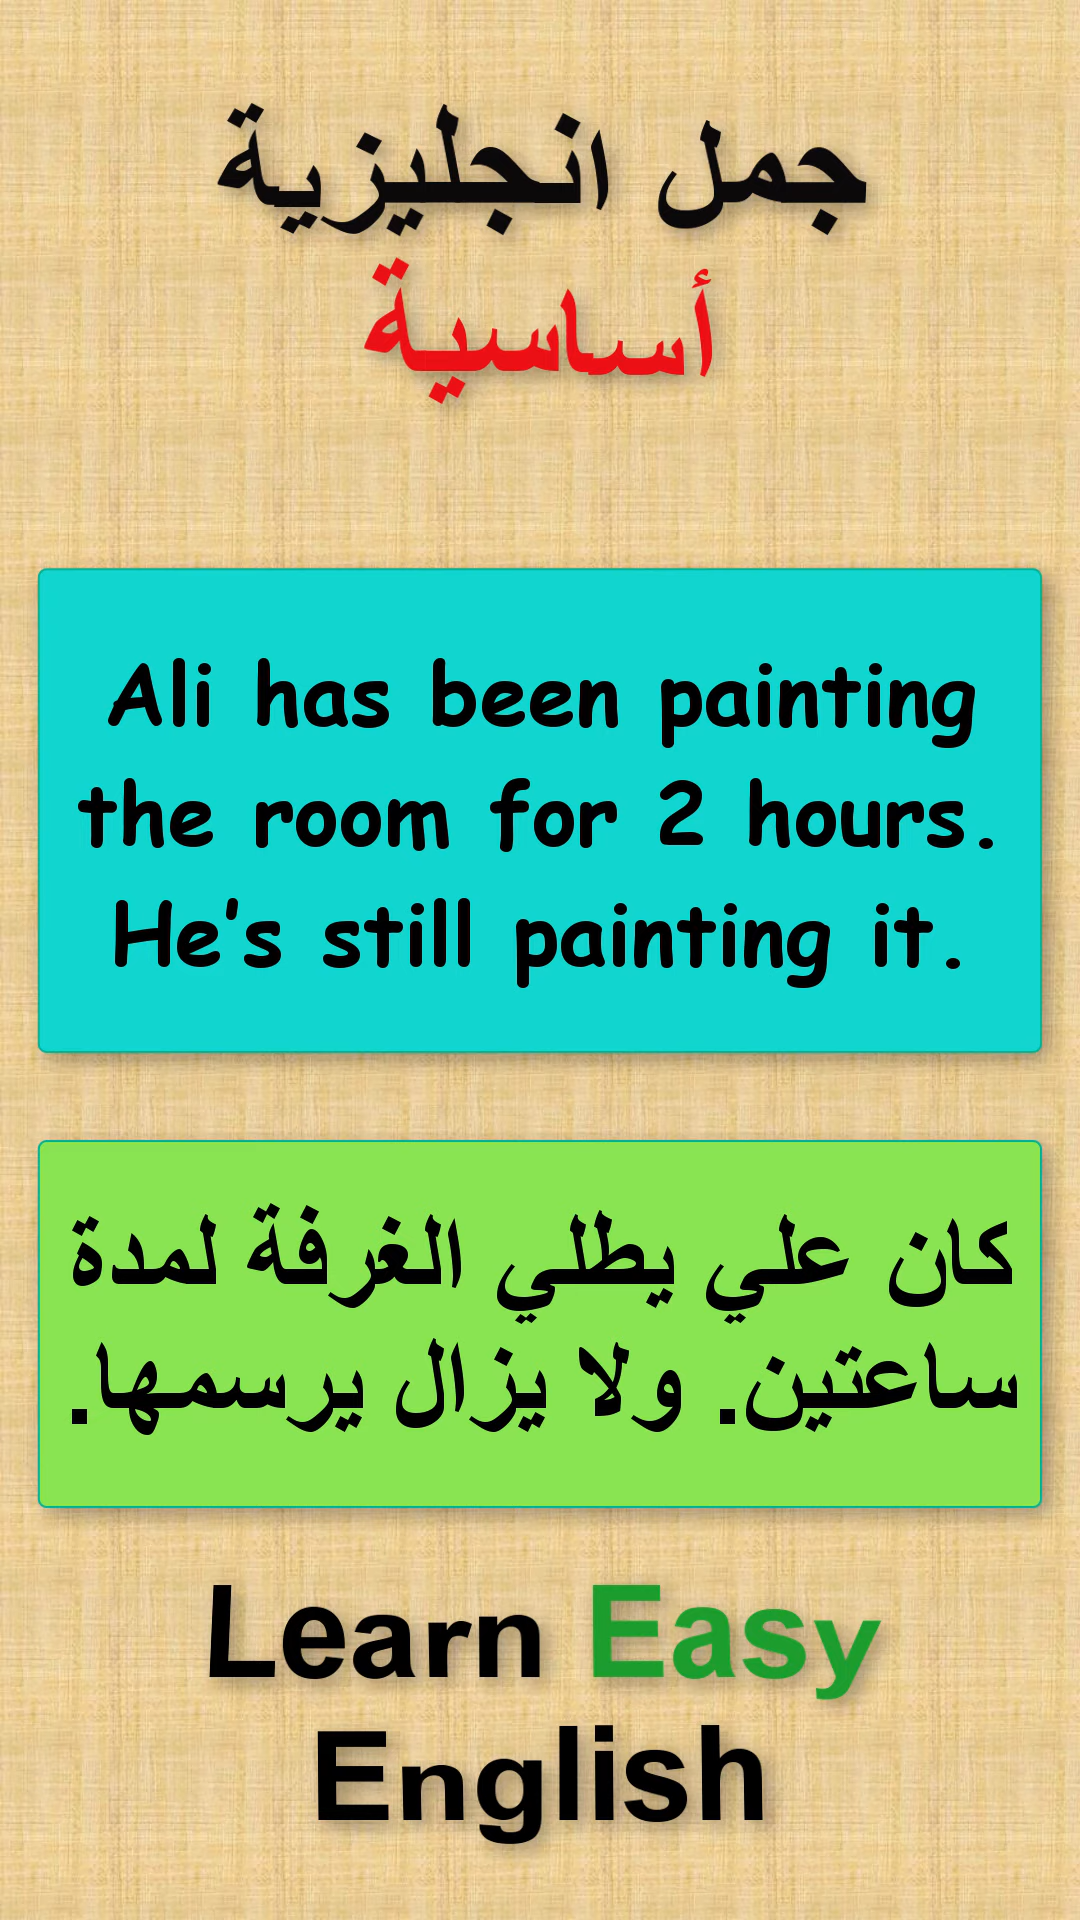 جمل انجليزية
أساسية
Ali has been painting
the room for 2 hours.
He's still painting it.
كان علي يطلي الغرفة لمدة
ساعتين. ولا يزال يرسمها.
Learn Easy
English